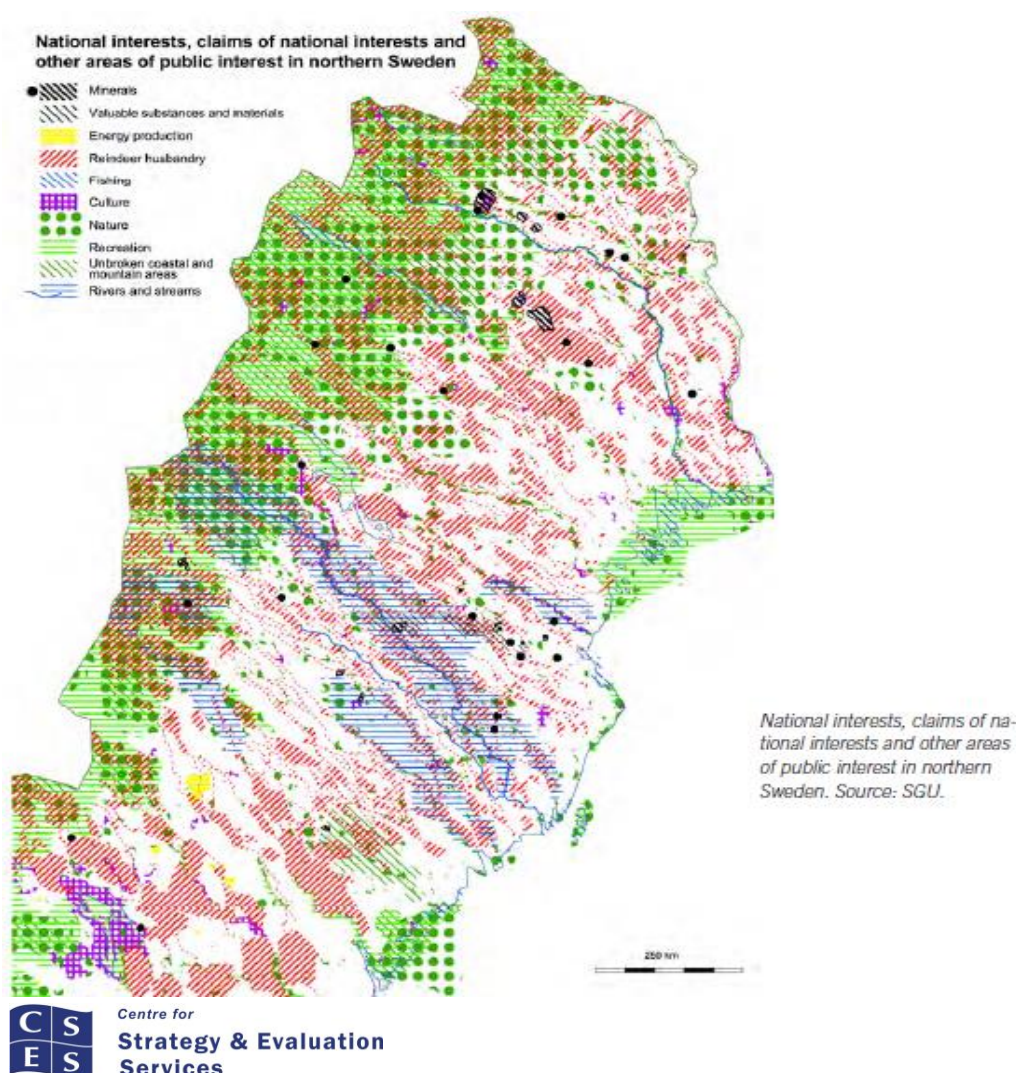 National interests, claims of national interests and
other areas of public interest in northern Sweden
Minerals
Valuable substances and materials
Energy production
Reindeer husbandry
Fishing
Culture
Nature
Recreation
Unbroken coastal and
mountain areas
Rivers and streams
National interests, claims of na-
tional interests and other areas
of public interest in northern
Sweden. Source: SGU.
250 km
C S
E S
Centre for
Strategy & Evaluation
Services